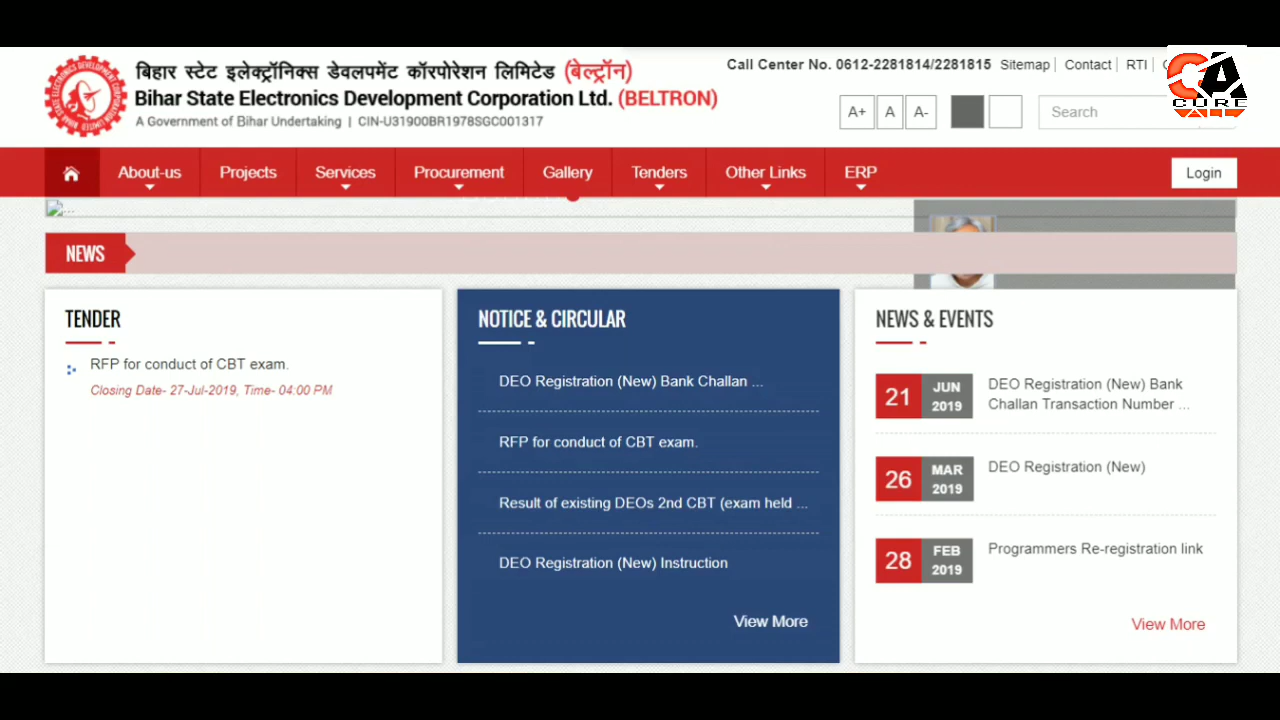 बिहार स्टेट इलेक्ट्रॉनिक्स डेवलपमेंट कॉरपोरेशन लिमिटेड (बेल्ट्रॉन)
Bihar State Electronics Development Corporation Ltd. (BELTRON)
A Government of Bihar Undertaking | CIN-U31900BR1978SGC001317
Call Center No. 0612-2281814/2281815 Sitemap Contact RTI
A+ A A- Search
CA
CURE
About-us Projects Services Procurement Gallery Tenders Other Links ERP Login
...
NEWS
TENDER
RFP for conduct of CBT exam.
Closing Date- 27-Jul-2019, Time- 04:00 PM
NOTICE & CIRCULAR
DEO Registration (New) Bank Challan ...
RFP for conduct of CBT exam.
Result of existing DEOs 2nd CBT (exam held ...
DEO Registration (New) Instruction
View More
NEWS & EVENTS
21 JUN 2019
DEO Registration (New) Bank
Challan Transaction Number ...
26 MAR 2019
DEO Registration (New)
28 FEB 2019
Programmers Re-registration link
View More